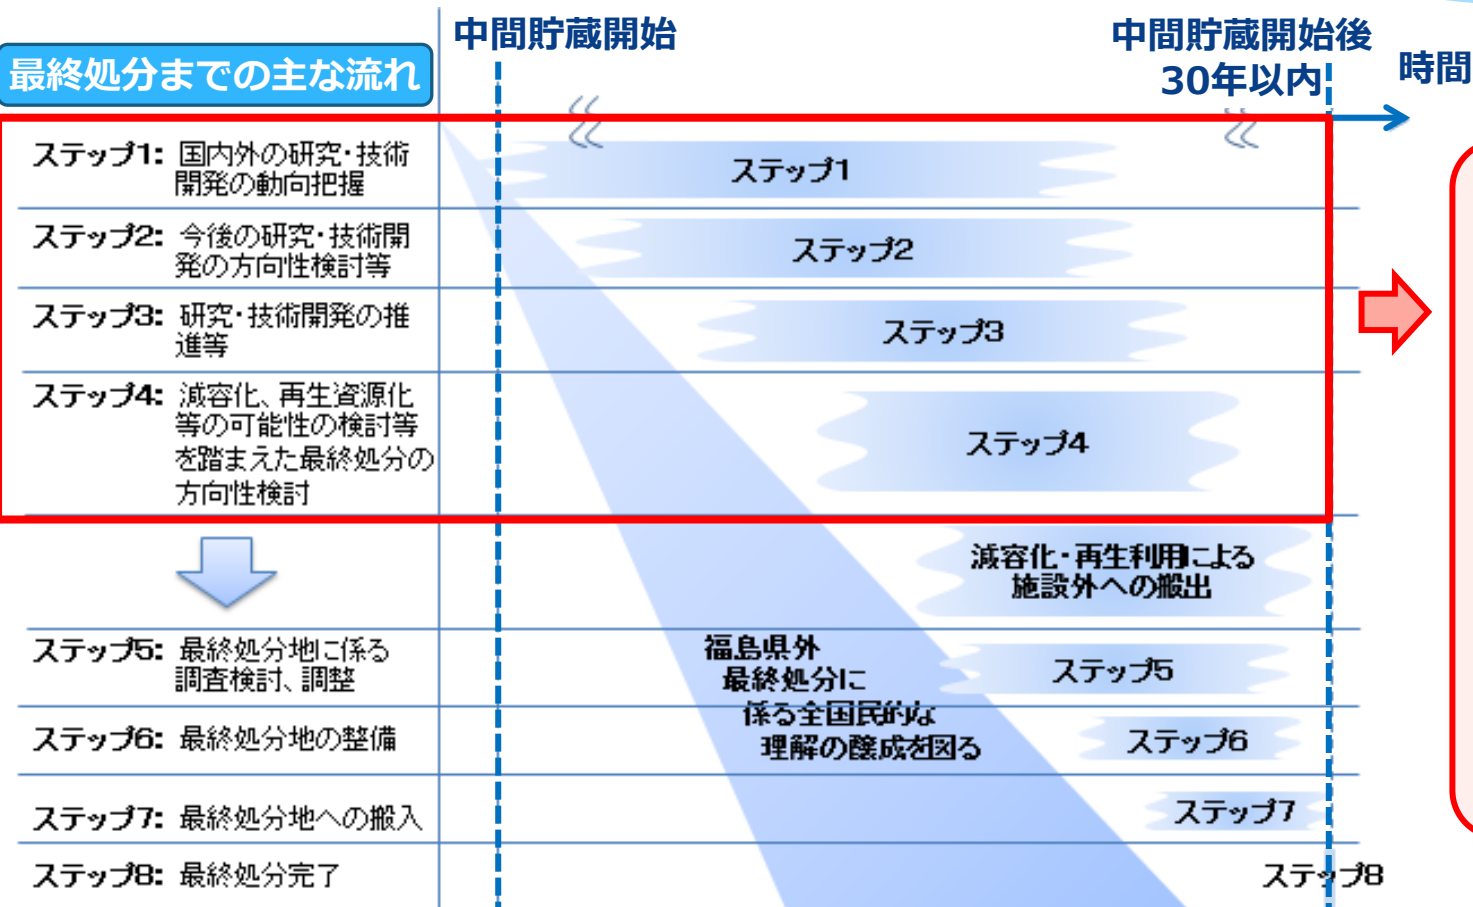 中間貯蔵開始
中間貯蔵開始後
30年以内
時間
最終処分までの主な流れ
ステップ1: 国内外の研究・技術
開発の動向把握
ステップ1
ステップ2: 今後の研究・技術開
発の方向性検討等
ステップ2
ステップ3: 研究・技術開発の推
進等
ステップ3
ステップ4: 減容化、再生資源化
等の可能性の検討等
を踏まえた最終処分の
方向性検討
ステップ4
減容化・再生利用による
施設外への搬出
ステップ5: 最終処分地に係る
調査検討、調整
福島県外
最終処分に
係る全国民的な
理解の醸成を図る
ステップ5
ステップ6: 最終処分地の整備
ステップ6
ステップ7: 最終処分地への搬入
ステップ7
ステップ8: 最終処分完了
ステップ8